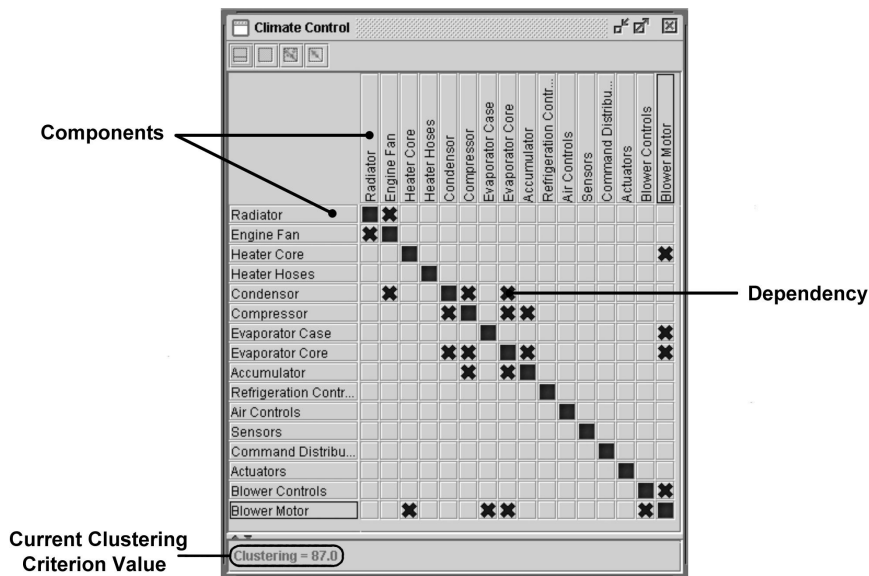 Climate Control
Components
Radiator
Engine Fan
Heater Core
Heater Hoses
Condensor
Compressor
Evaporator Case
Evaporator Core
Accumulator
Refrigeration Contr...
Air Controls
Sensors
Command Distribu...
Actuators
Blower Controls
Blower Motor
Radiator
Engine Fan
Heater Core
Heater Hoses
Condensor
Dependency
Compressor
Evaporator Case
Evaporator Core
Accumulator
Refrigeration Contr...
Air Controls
Sensors
Command Distribu...
Actuators
Blower Controls
Blower Motor
Current Clustering
Criterion Value
Clustering = 87.0